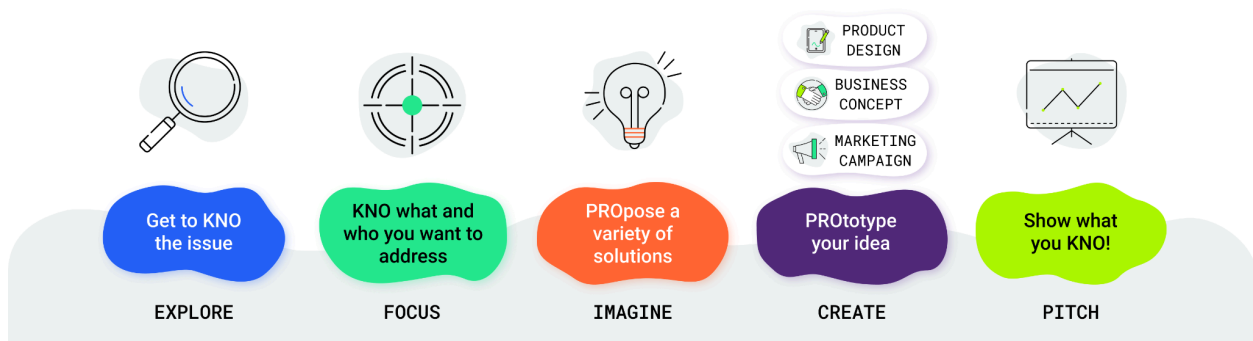 PRODUCT
DESIGN
BUSINESS
CONCEPT
MARKETING
CAMPAIGN
Get to KNO
the issue
KNO what and
who you want to
address
PROpose a
variety of
solutions
PROtotype
your idea
Show what
you KNO!
EXPLORE
FOCUS
IMAGINE
CREATE
PITCH